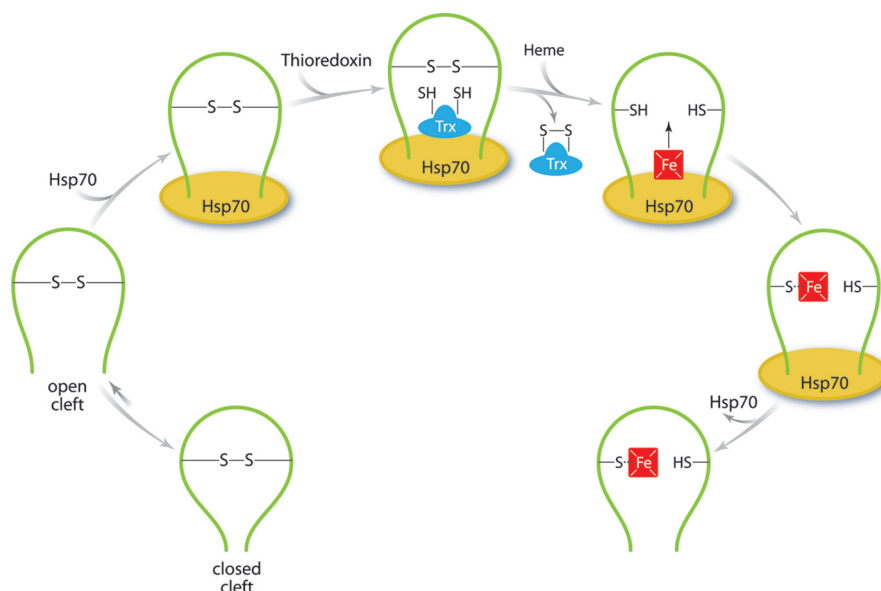 Thioredoxin
Heme
S—S
SH SH
Trx
Hsp70
S—S
Hsp70
S—S
Trx
SH HS
Fe
Hsp70
Hsp70
S—S
open
cleft
S Fe HS
Hsp70
Hsp70
S—S
closed
cleft
S Fe HS